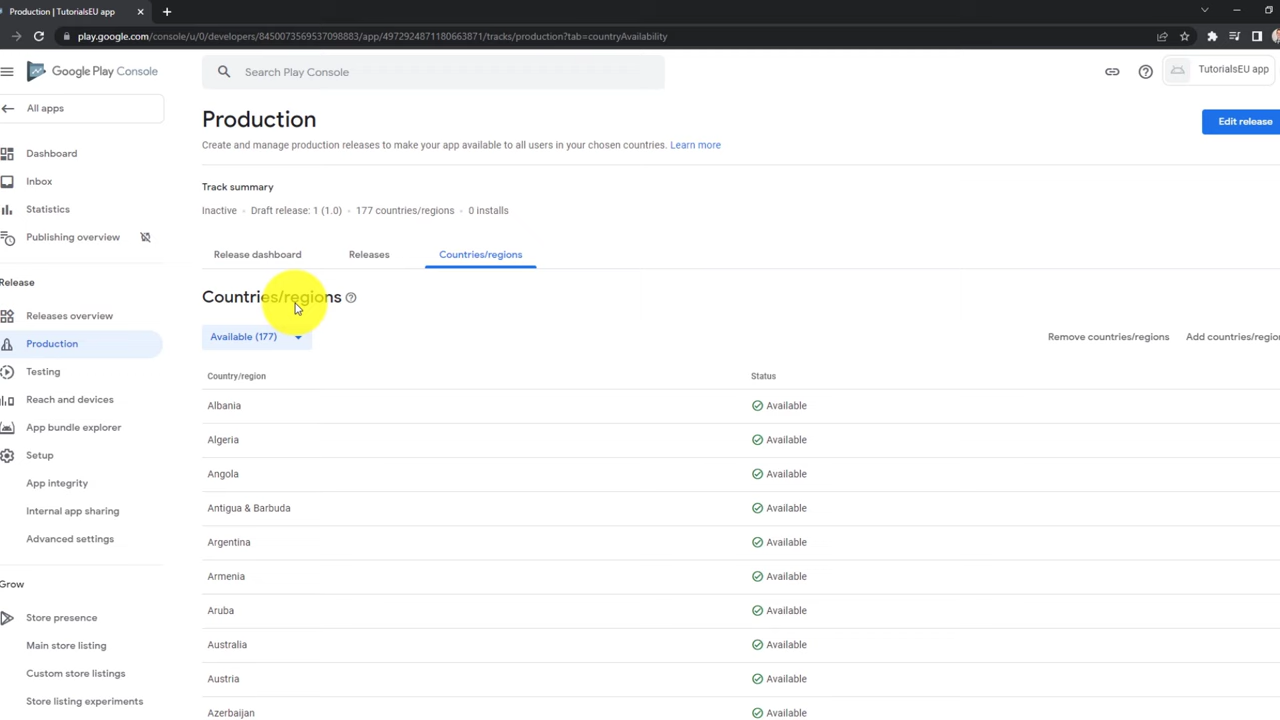 Production | TutorialsEU app
play.google.com/console/u/0/developers/8450073569537098883/app/4972924871180663871/tracks/production?tab=countryAvailability
Google Play Console
Search Play Console
TutorialsEU app
All apps
Dashboard
Inbox
Statistics
Publishing overview
Release
Releases overview
Production
Testing
Reach and devices
App bundle explorer
Setup
App integrity
Internal app sharing
Advanced settings
Grow
Store presence
Main store listing
Custom store listings
Store listing experiments
Production
Edit release
Create and manage production releases to make your app available to all users in your chosen countries. Learn more
Track summary
Inactive · Draft release: 1 (1.0) · 177 countries/regions · 0 installs
Release dashboard Releases Countries/regions
Countries/regions
Available (177)
Remove countries/regions Add countries/region
Country/region Status
Albania Available
Algeria Available
Angola Available
Antigua & Barbuda Available
Argentina Available
Armenia Available
Aruba Available
Australia Available
Austria Available
Azerbaijan Available